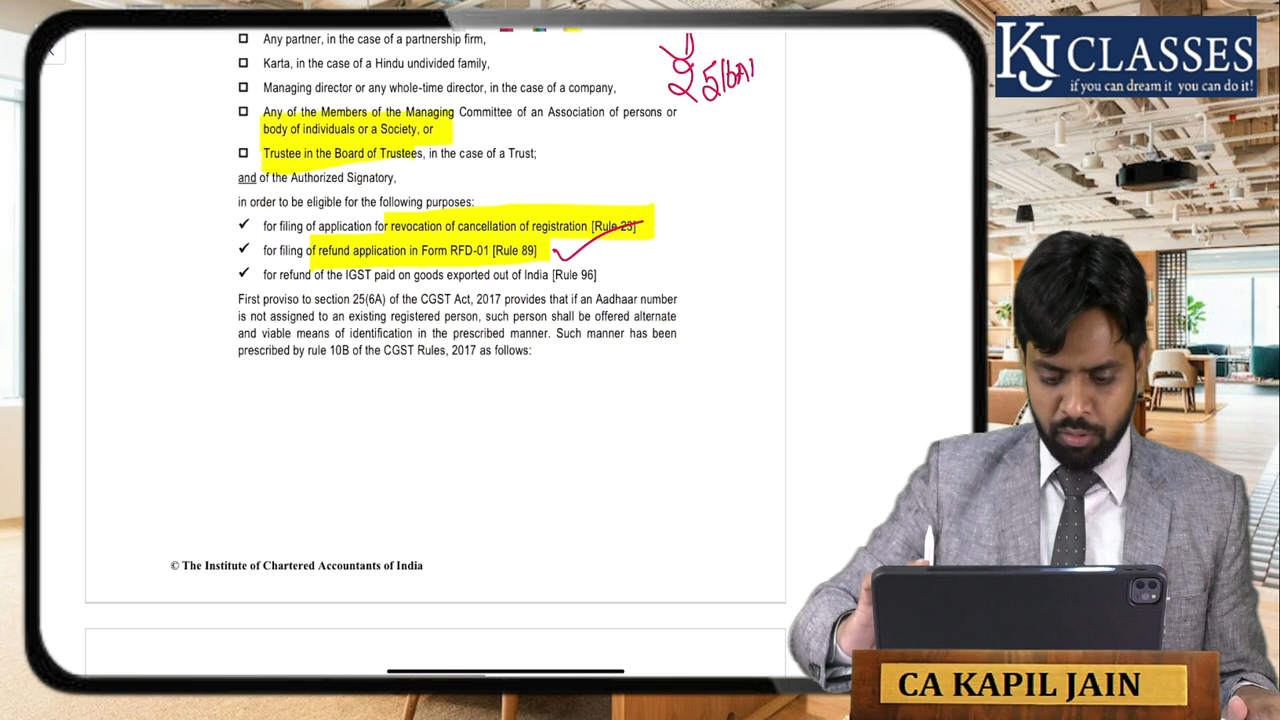 Any partner, in the case of a partnership firm,
Karta, in the case of a Hindu undivided family,
Managing director or any whole-time director, in the case of a company,
Any of the Members of the Managing Committee of an Association of persons or
body of individuals or a Society, or
Trustee in the Board of Trustees, in the case of a Trust;
and of the Authorized Signatory,
in order to be eligible for the following purposes:
for filing of application for revocation of cancellation of registration [Rule 23]
for filing of refund application in Form RFD-01 [Rule 89]
for refund of the IGST paid on goods exported out of India [Rule 96]
First proviso to section 25(6A) of the CGST Act, 2017 provides that if an Aadhaar number
is not assigned to an existing registered person, such person shall be offered alternate
and viable means of identification in the prescribed manner. Such manner has been
prescribed by rule 10B of the CGST Rules, 2017 as follows:
© The Institute of Chartered Accountants of India
KJ CLASSES
if you can dream it you can do it!
CA KAPIL JAIN